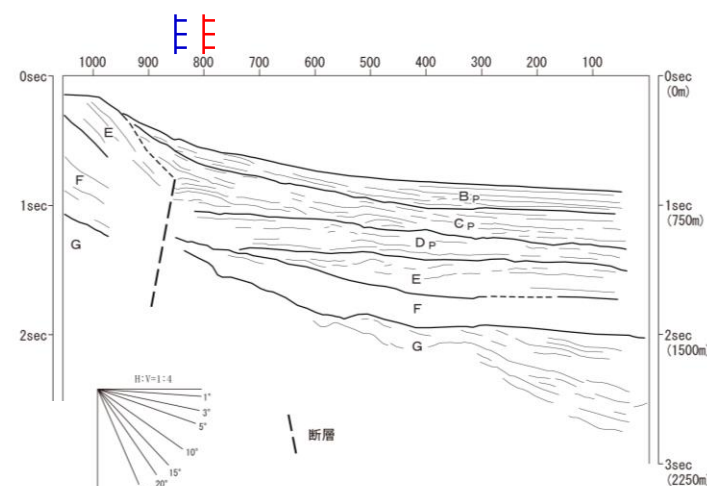 1000 900 800 700 600 500 400 300 200 100
0sec
0sec
(0m)
E
F
G
BP
CP
DP
E
F
G
1sec
1sec
(750m)
2sec
2sec
(1500m)
3sec
(2250m)
H:V=1:4
1°
3°
5°
10°
15°
20°
断層